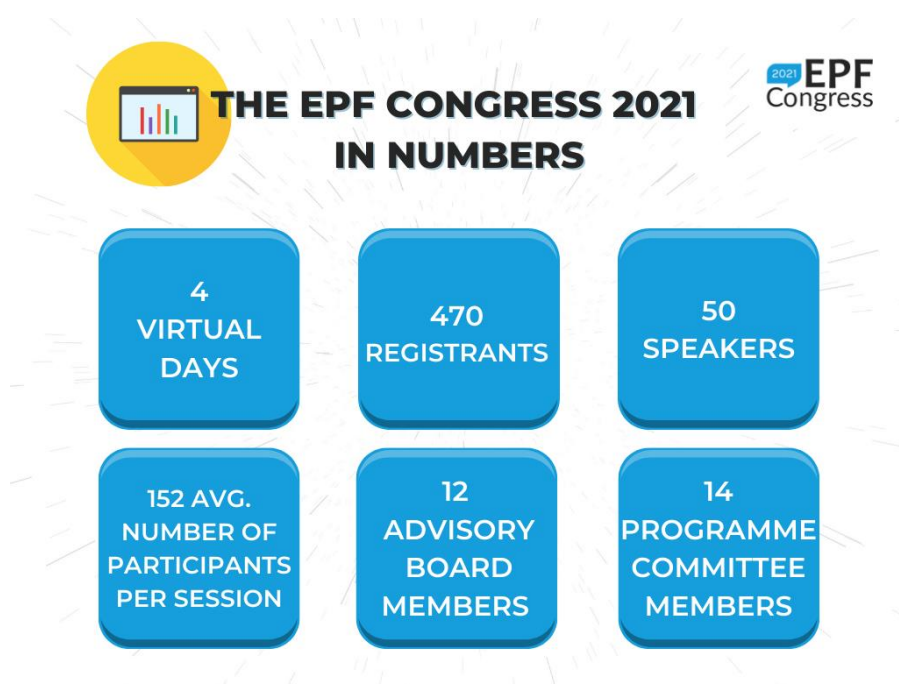 THE EPF CONGRESS 2021
IN NUMBERS
2021 EPF
Congress
4
VIRTUAL
DAYS
470
REGISTRANTS
50
SPEAKERS
152 AVG.
NUMBER OF
PARTICIPANTS
PER SESSION
12
ADVISORY
BOARD
MEMBERS
14
PROGRAMME
COMMITTEE
MEMBERS